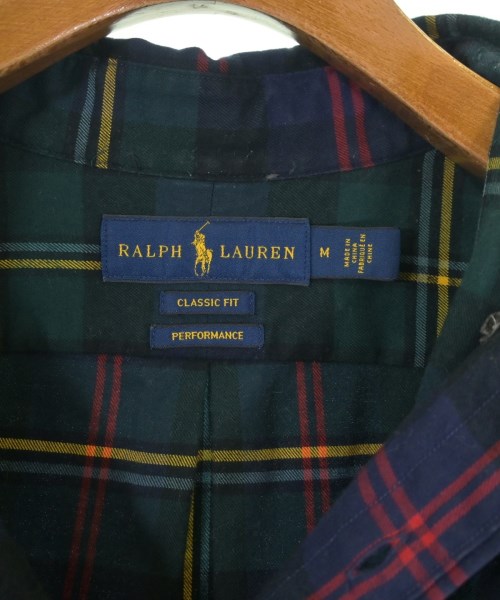 RALPH LAUREN
M
MADE IN
CHINA
FABRIQUÉ EN
CHINE
CLASSIC FIT
PERFORMANCE